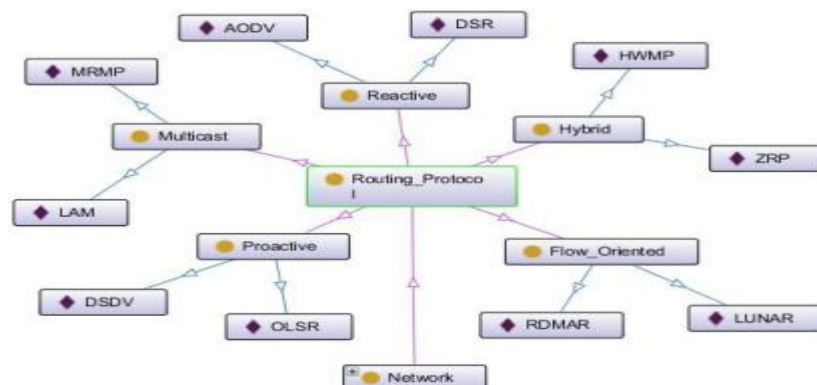 AODV
DSR
MRMP
HWMP
Reactive
Multicast
Hybrid
ZRP
Routing_Protoco
l
LAM
Proactive
Flow_Oriented
DSDV
OLSR
RDMAR
LUNAR
Network